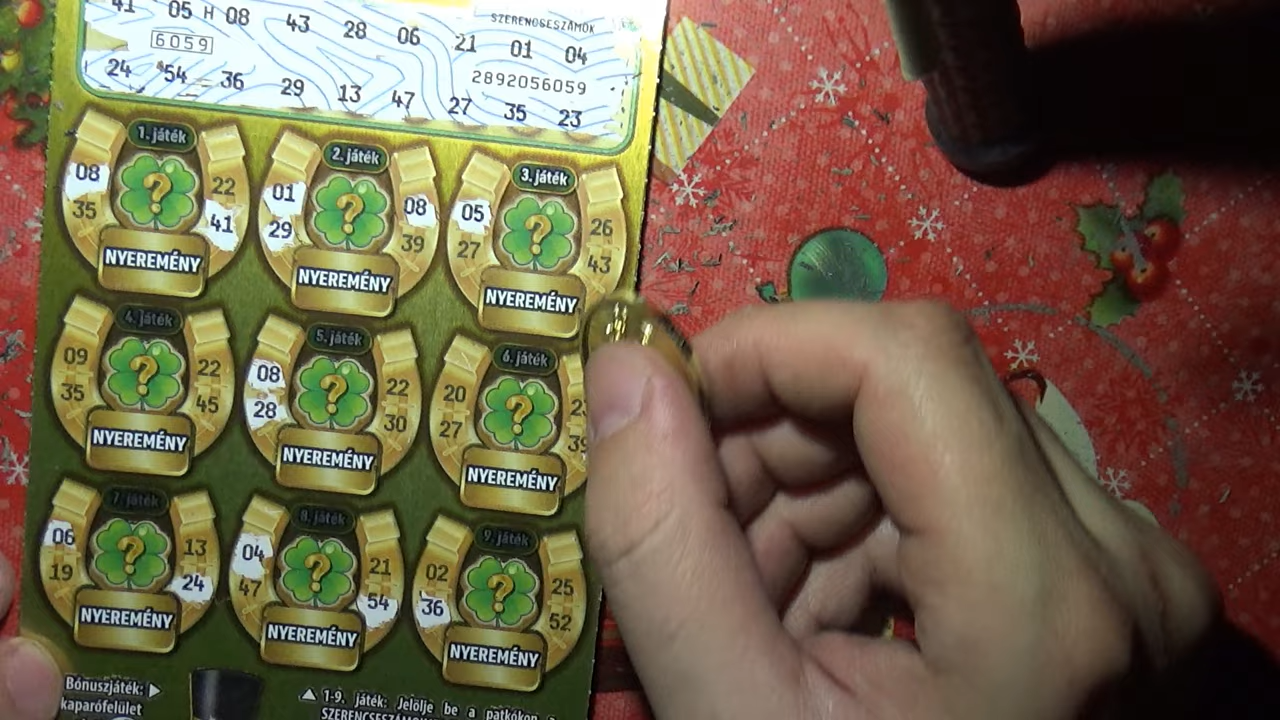 41 05 H 08 43 28 06 21 01 04
SZERENCSESZÁMOK
6059
2892056059
24 54 36 29 13 47 27 35 23
1. játék
08 22
35 41
NYEREMÉNY
2. játék
01 08
29 39
NYEREMÉNY
3. játék
05 26
27 43
NYEREMÉNY
4. játék
09 22
35 45
NYEREMÉNY
5. játék
08 22
28 30
NYEREMÉNY
6. játék
20
27 39
NYEREMÉNY
7. játék
06 13
19 24
NYEREMÉNY
8. játék
04 21
47 54
NYEREMÉNY
9. játék
02 25
36 52
NYEREMÉNY
Bónuszjáték: ▶
kaparófelület
▲ 1-9. játék: Jelölje be a patkókon